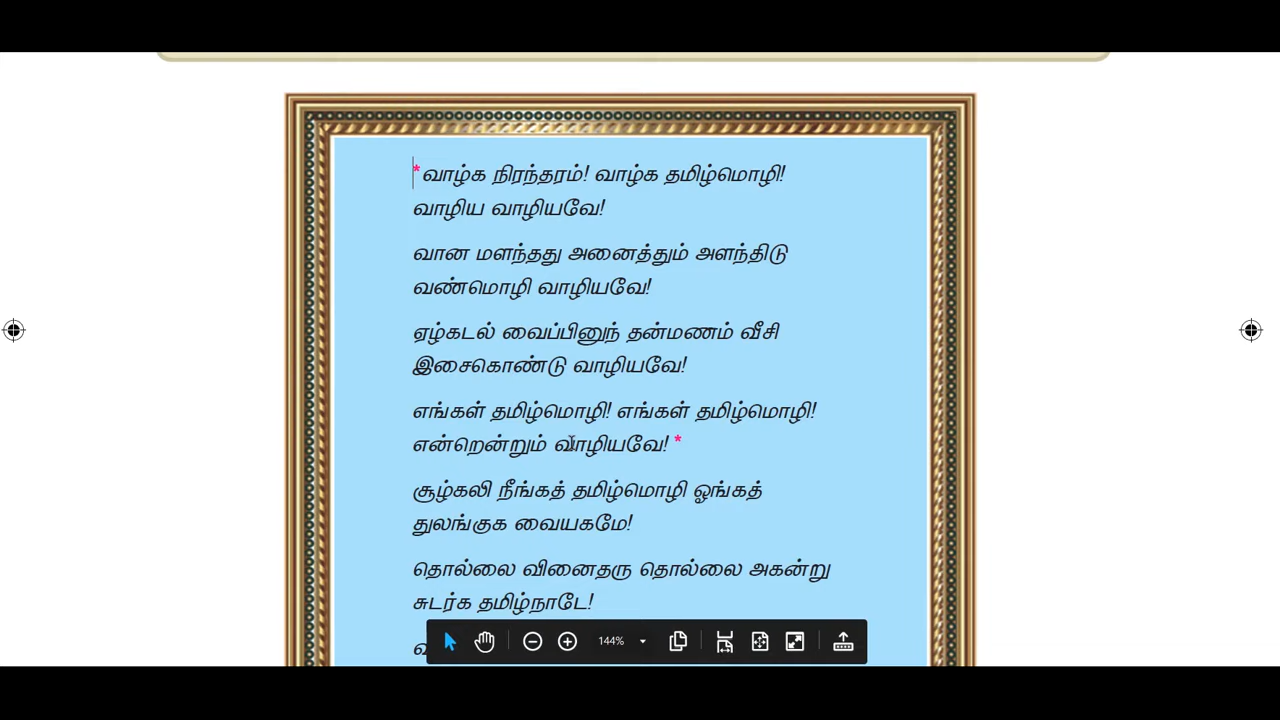 *வாழ்க நிரந்தரம்! வாழ்க தமிழ்மொழி!
வாழிய வாழியவே!
வான மளந்தது அனைத்தும் அளந்திடு
வண்மொழி வாழியவே!
ஏழ்கடல் வைப்பினுந் தன்மணம் வீசி
இசைகொண்டு வாழியவே!
எங்கள் தமிழ்மொழி! எங்கள் தமிழ்மொழி!
என்றென்றும் வாழியவே! *
சூழ்கலி நீங்கத் தமிழ்மொழி ஓங்கத்
துலங்குக வையகமே!
தொல்லை வினைதரு தொல்லை அகன்று
சுடர்க தமிழ்நாடே!
144%